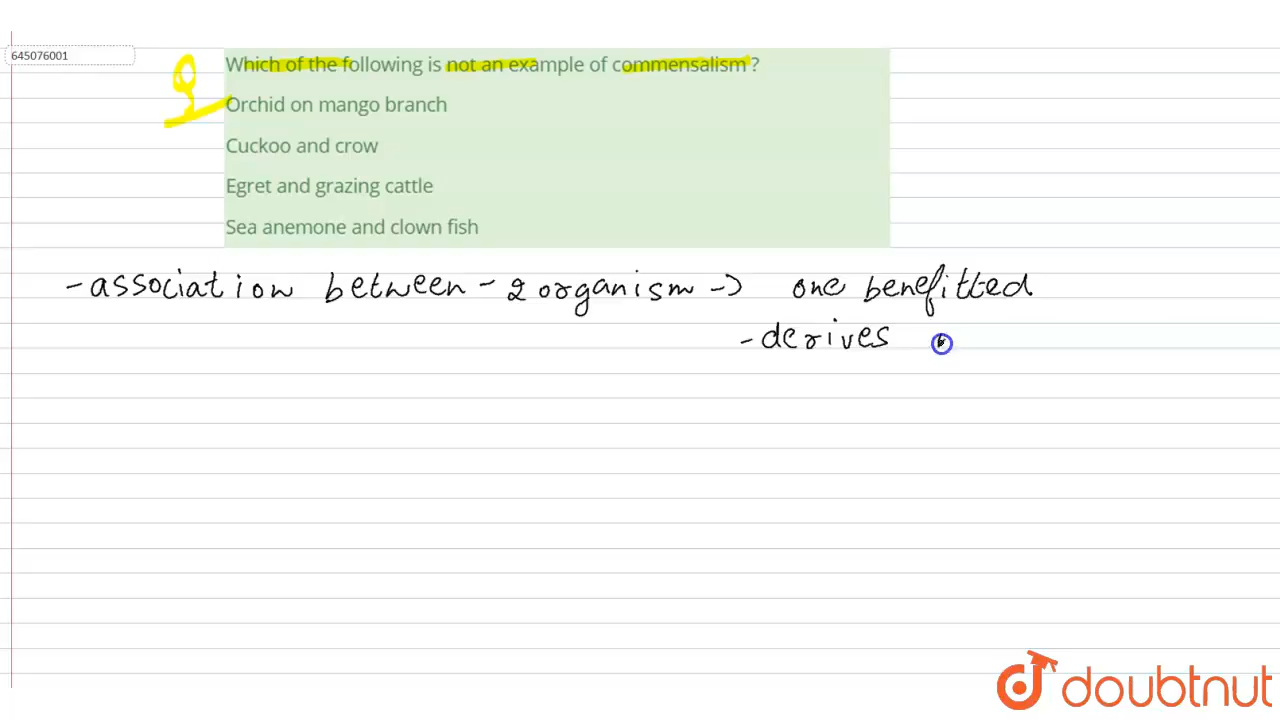 645076001
Which of the following is not an example of commensalism ?
Orchid on mango branch
Cuckoo and crow
Egret and grazing cattle
Sea anemone and clown fish
- association between - 2 organism -> one benefitted
- derives
doubtnut